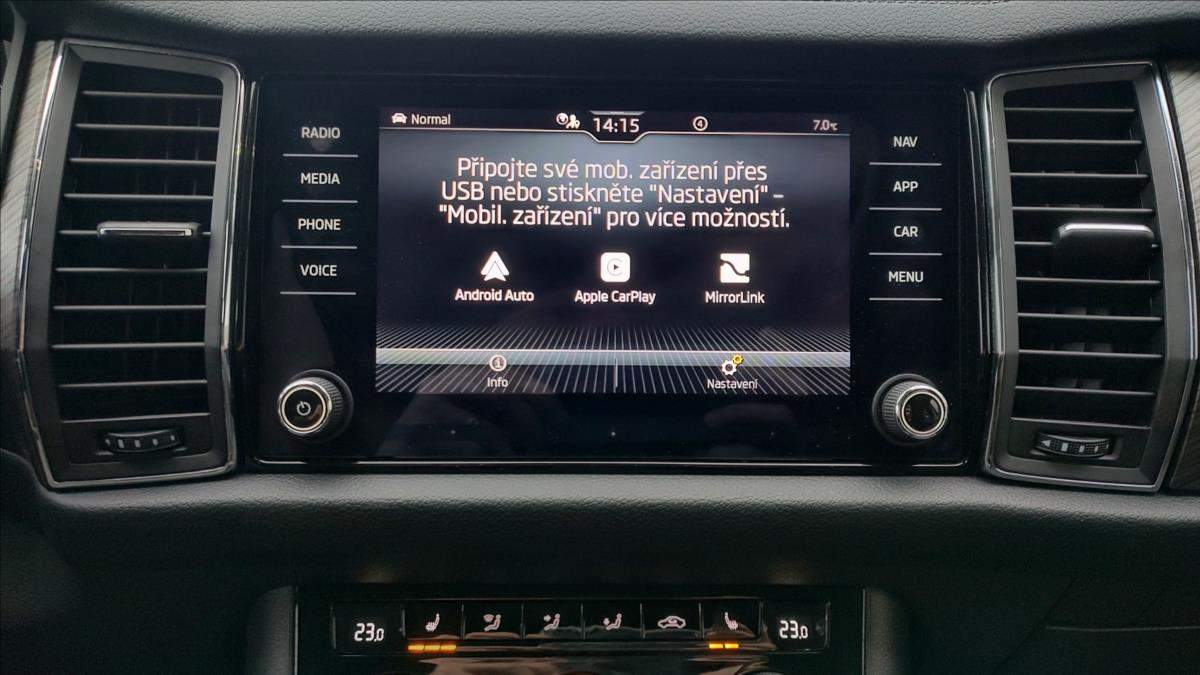 RADIO
MEDIA
PHONE
VOICE
Normal
14:15
4
7.0°C
Připojte své mob. zařízení přes
USB nebo stiskněte "Nastavení" –
"Mobil. zařízení" pro více možností.
Android Auto
Apple CarPlay
MirrorLink
Info
Nastavení
NAV
APP
CAR
MENU
23.0
23.0